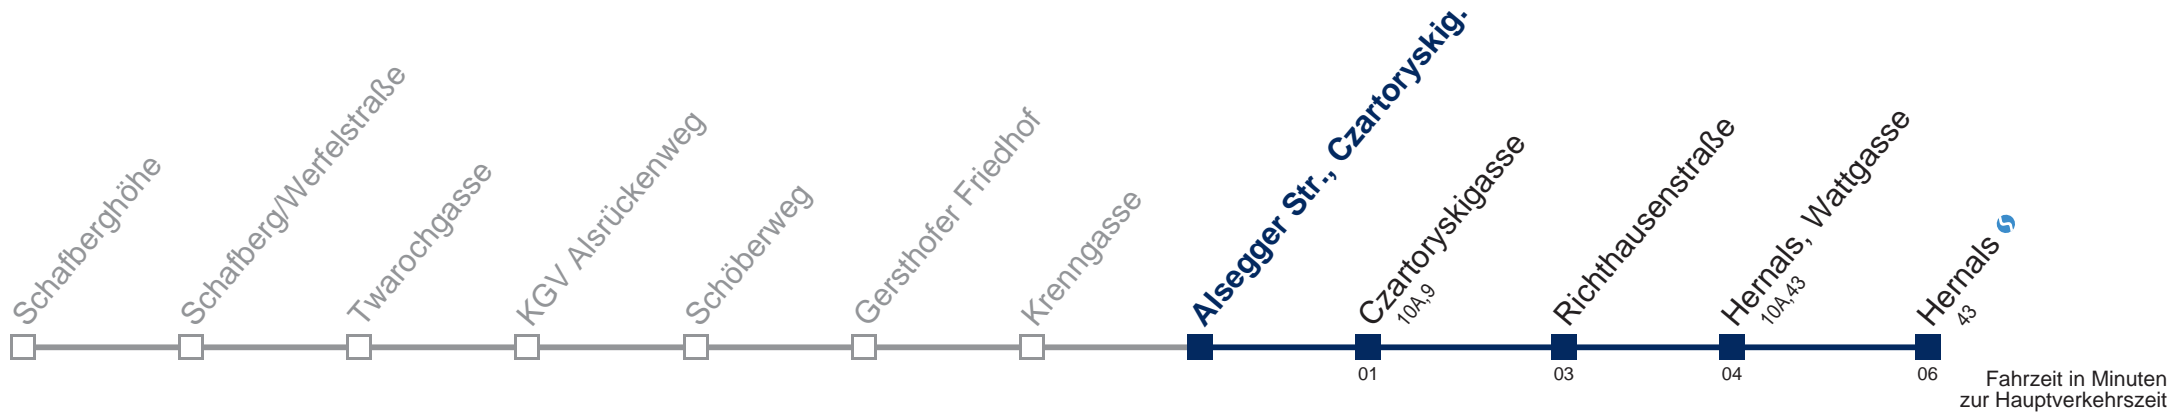 Schafberghöhe
Schafberg/Werfelstraße
Twarochgasse
KGV Alsrückenweg
Schöberweg
Gersthofer Friedhof
Krenngasse
Alsegger Str., Czartoryskig.
Czartoryskigasse
10A,9
Richthausenstraße
Hernals, Wattgasse
10A,43
Hernals
43
01
03
04
06
Fahrzeit in Minuten
zur Hauptverkehrszeit